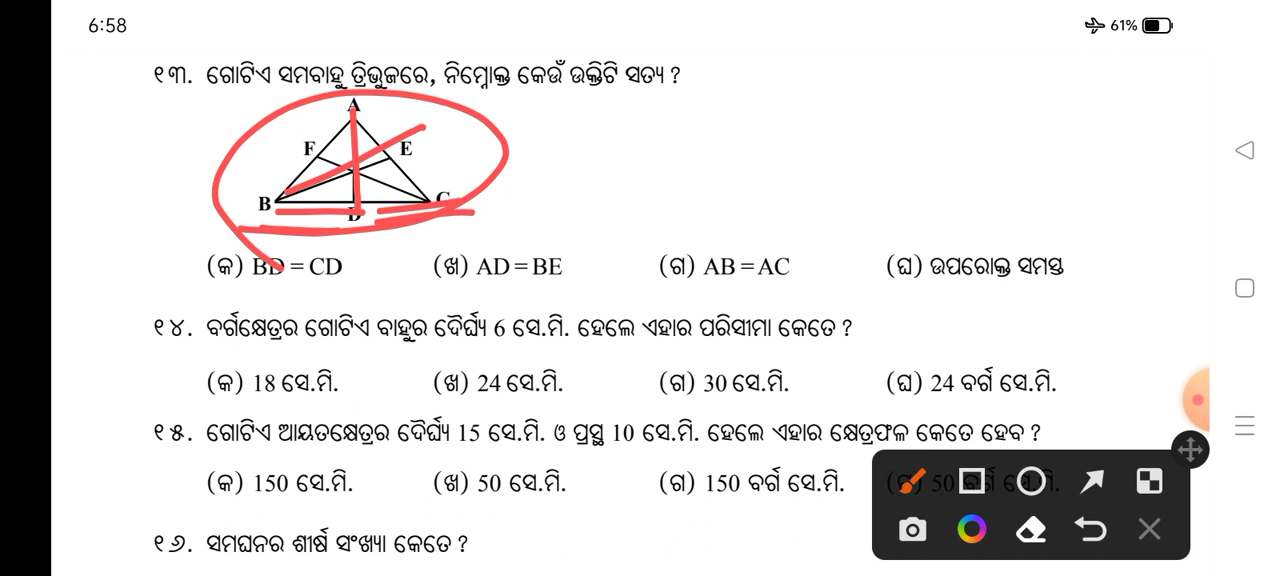 6:58
61%
୧୩. ଗୋଟିଏ ସମବାହୁ ତ୍ରିଭୁଜରେ, ନିମ୍ନୋକ୍ତ କେଉଁ ଉକ୍ତିଟି ସତ୍ୟ ?
A
F E
B D C
(କ) BD = CD (ଖ) AD = BE (ଗ) AB = AC (ଘ) ଉପରୋକ୍ତ ସମସ୍ତ
୧୪. ବର୍ଗକ୍ଷେତ୍ରର ଗୋଟିଏ ବାହୁର ଦୈର୍ଘ୍ୟ 6 ସେ.ମି. ହେଲେ ଏହାର ପରିସୀମା କେତେ ?
(କ) 18 ସେ.ମି. (ଖ) 24 ସେ.ମି. (ଗ) 30 ସେ.ମି. (ଘ) 24 ବର୍ଗ ସେ.ମି.
୧୫. ଗୋଟିଏ ଆୟତକ୍ଷେତ୍ରର ଦୈର୍ଘ୍ୟ 15 ସେ.ମି. ଓ ପ୍ରସ୍ଥ 10 ସେ.ମି. ହେଲେ ଏହାର କ୍ଷେତ୍ରଫଳ କେତେ ହେବ ?
(କ) 150 ସେ.ମି. (ଖ) 50 ସେ.ମି. (ଗ) 150 ବର୍ଗ ସେ.ମି. (ଘ) 50 ବର୍ଗ ସେ.ମି.
୧୬. ସମଘନର ଶୀର୍ଷ ସଂଖ୍ୟା କେତେ ?